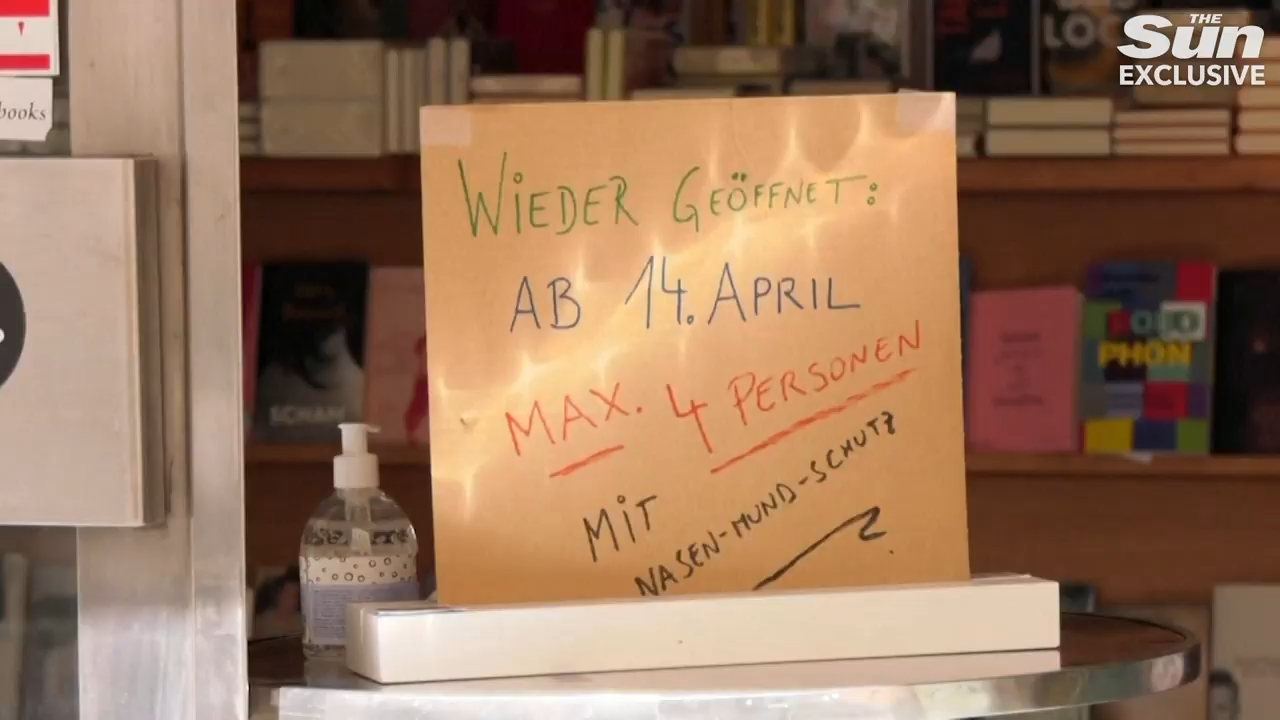 THE
Sun
EXCLUSIVE
books
WIEDER GEÖFFNET:
AB 14. APRIL
MAX. 4 PERSONEN
MIT
NASEN-MUND-SCHUTZ
SCHAM
PHON